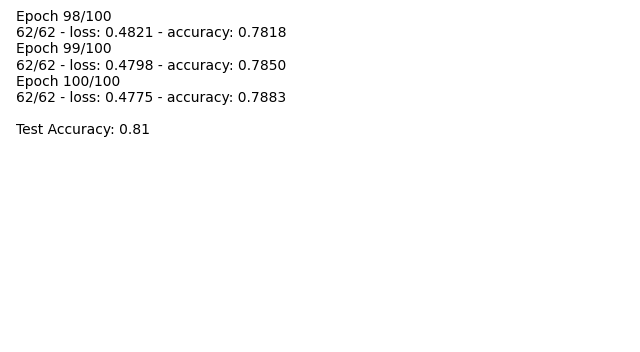 Epoch 98/100
62/62 - loss: 0.4821 - accuracy: 0.7818
Epoch 99/100
62/62 - loss: 0.4798 - accuracy: 0.7850
Epoch 100/100
62/62 - loss: 0.4775 - accuracy: 0.7883
Test Accuracy: 0.81